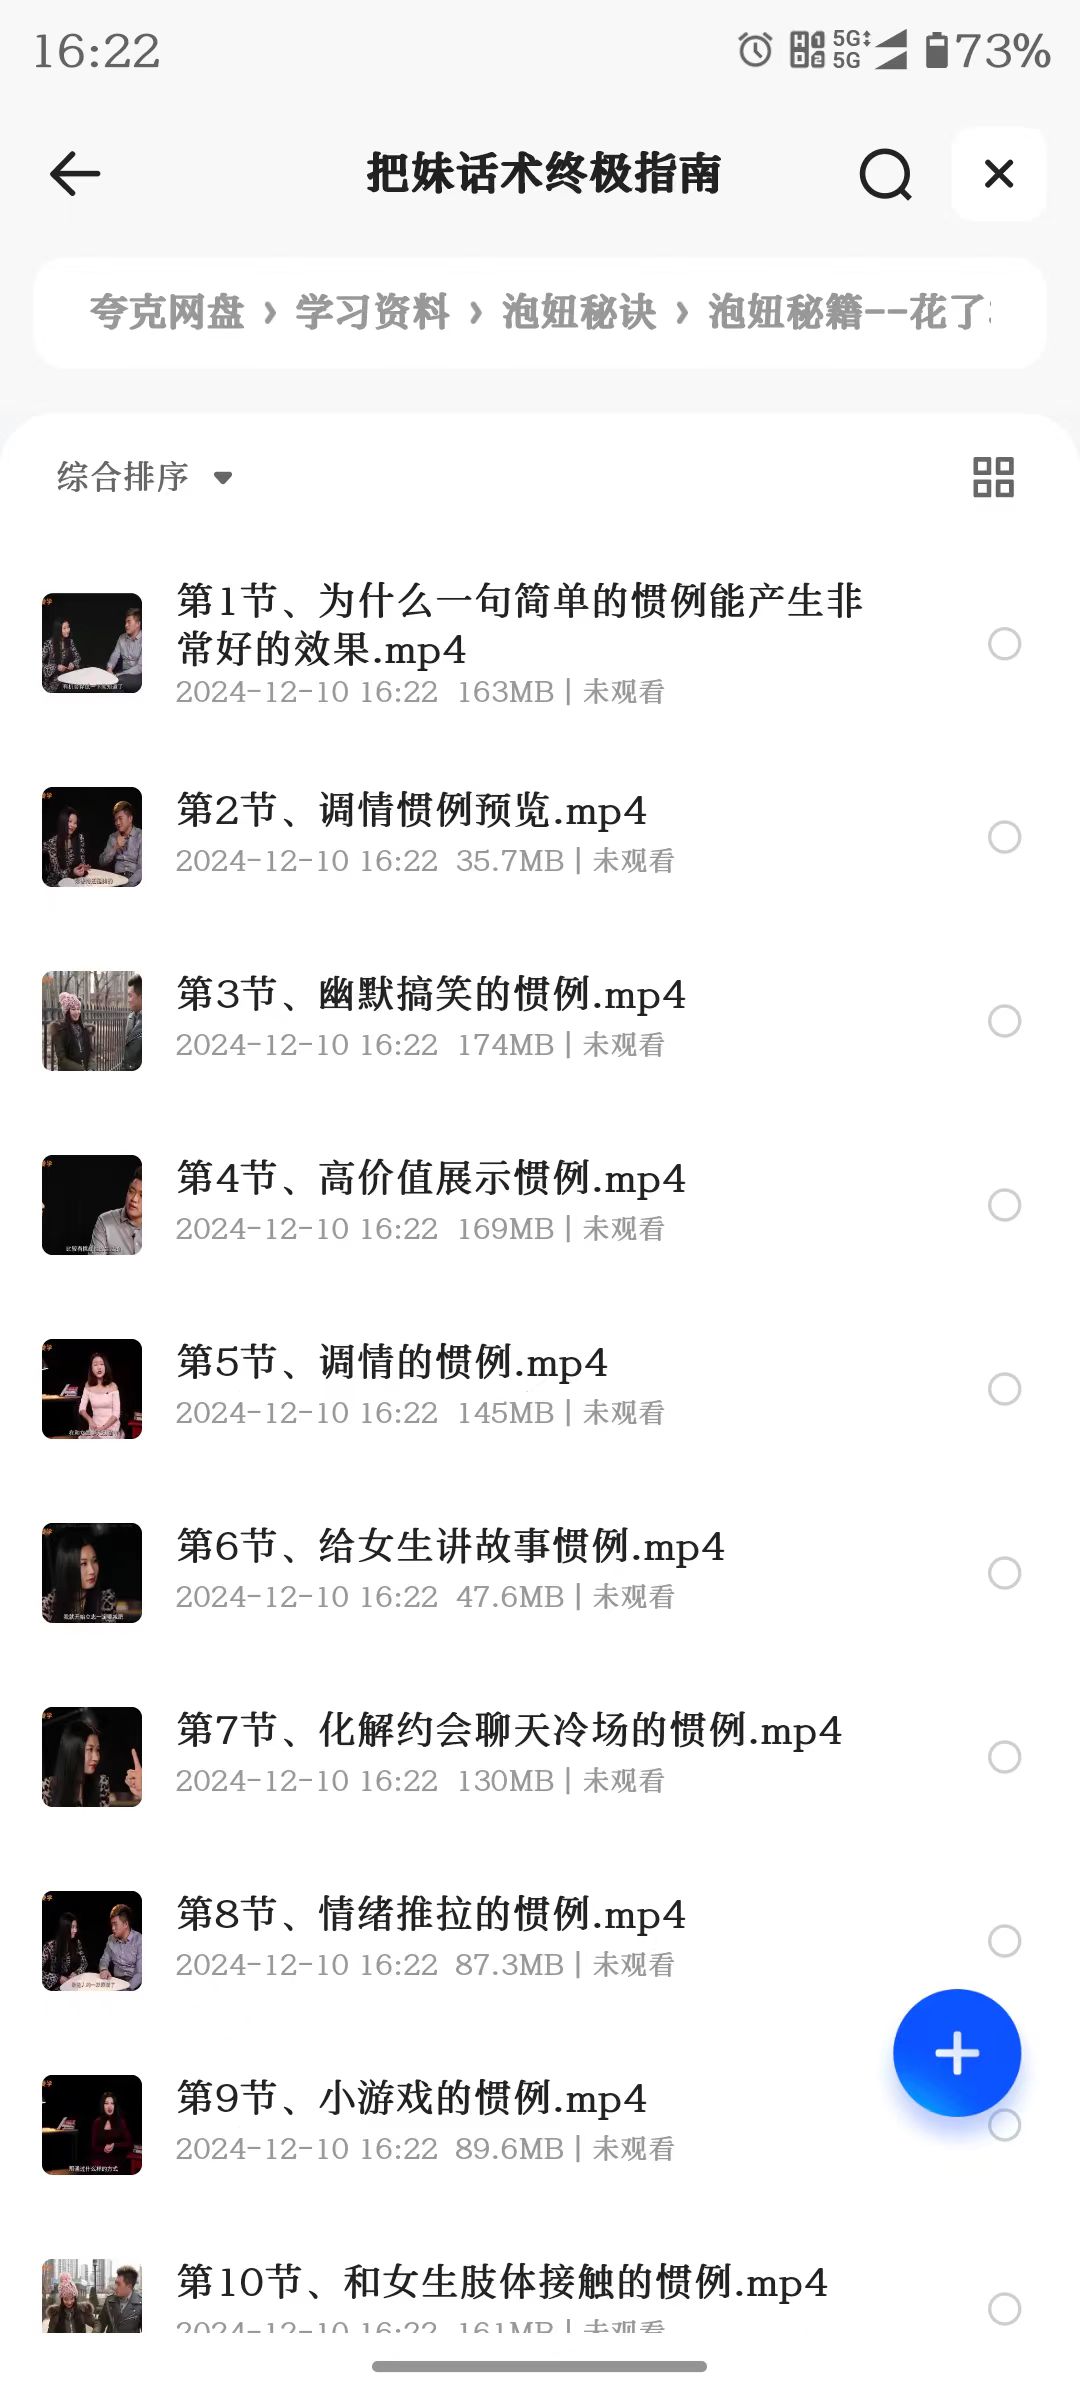 16:22
5G
5G
73%
把妹话术终极指南
夸克网盘 › 学习资料 › 泡妞秘诀 › 泡妞秘籍--花了
综合排序
第1节、为什么一句简单的惯例能产生非
常好的效果.mp4
2024-12-10 16:22 163MB | 未观看
第2节、调情惯例预览.mp4
2024-12-10 16:22 35.7MB | 未观看
第3节、幽默搞笑的惯例.mp4
2024-12-10 16:22 174MB | 未观看
第4节、高价值展示惯例.mp4
2024-12-10 16:22 169MB | 未观看
第5节、调情的惯例.mp4
2024-12-10 16:22 145MB | 未观看
第6节、给女生讲故事惯例.mp4
2024-12-10 16:22 47.6MB | 未观看
第7节、化解约会聊天冷场的惯例.mp4
2024-12-10 16:22 130MB | 未观看
第8节、情绪推拉的惯例.mp4
2024-12-10 16:22 87.3MB | 未观看
第9节、小游戏的惯例.mp4
2024-12-10 16:22 89.6MB | 未观看
第10节、和女生肢体接触的惯例.mp4
2024-12-10 16:22 161MB | 未观看